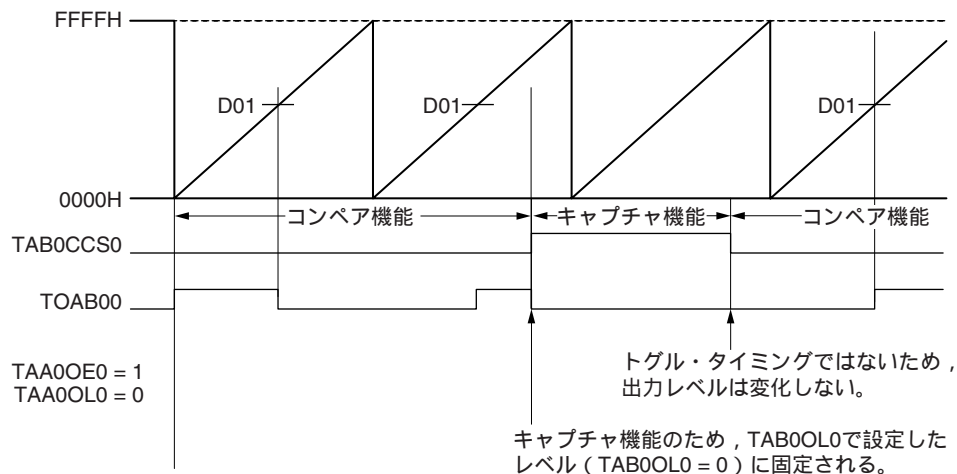 FFFFH
D01
D01
D01
0000H
コンペア機能
キャプチャ機能
コンペア機能
TAB0CCS0
TOAB00
TAA0OE0 = 1
TAA0OL0 = 0
トグル・タイミングではないため，
出力レベルは変化しない。
キャプチャ機能のため，TAB0OL0で設定した
レベル（TAB0OL0 = 0）に固定される。